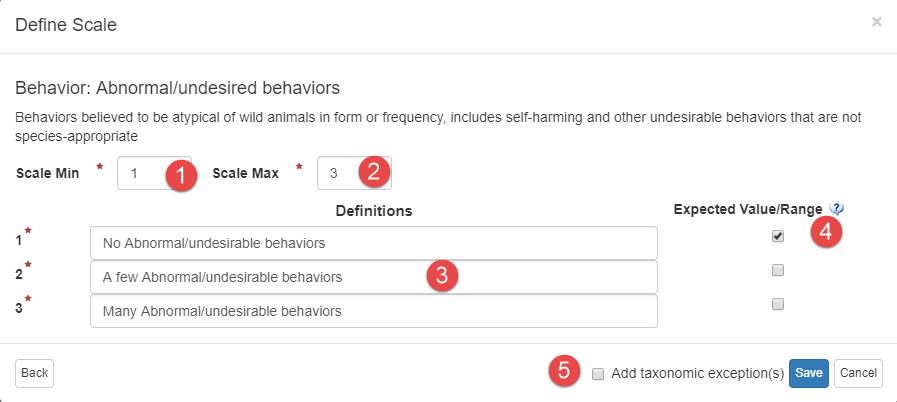 Define Scale ×
Behavior: Abnormal/undesired behaviors
Behaviors believed to be atypical of wild animals in form or frequency, includes self-harming and other undesirable behaviors that are not
species-appropriate
Scale Min * 1 1 Scale Max * 3 2
Definitions Expected Value/Range ?
4
1* No Abnormal/undesirable behaviors
2* A few Abnormal/undesirable behaviors 3
3* Many Abnormal/undesirable behaviors
Back 5 Add taxonomic exception(s) Save Cancel